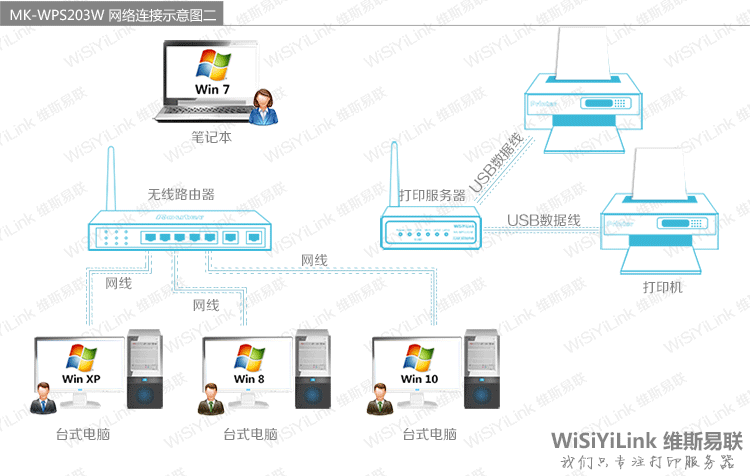 MK-WPS203W 网络连接示意图二
Win 7
笔记本
无线路由器
打印服务器
USB数据线
USB数据线
WiSiYiLink
打印机
网线
网线
网线
Win XP
Win 8
Win 10
台式电脑
台式电脑
台式电脑
WiSiYiLink 维斯易联
我们只专注打印服务器